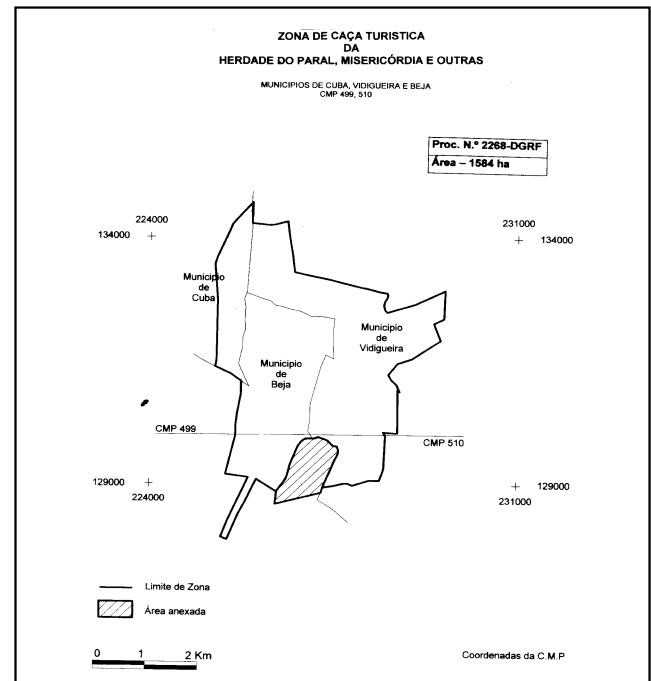 ZONA DE CAÇA TURISTICA
DA
HERDADE DO PARAL, MISERICÓRDIA E OUTRAS
MUNICIPIOS DE CUBA, VIDIGUEIRA E BEJA
CMP 499, 510
Proc. N.º 2268-DGRF
Área – 1584 ha
224000
134000
231000
134000
Municipio
de
Cuba
Municipio
de
Vidigueira
Municipio
de
Beja
CMP 499
CMP 510
129000
224000
129000
231000
Limite de Zona
Área anexada
0 1 2 Km
Coordenadas da C.M.P